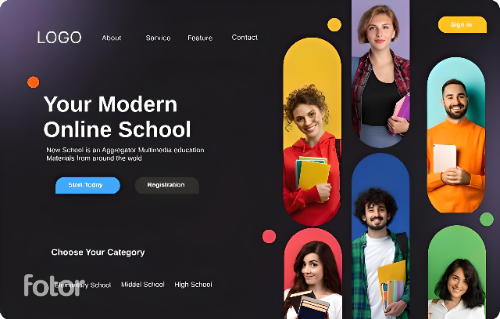 LOGO
About Service Feature Contact
Sign in
Your Modern
Online School
New School is an Aggregator Multimedia education
Materials from around the wold
Start Today
Registration
Choose Your Category
Elementary School Middel School High School
fotor